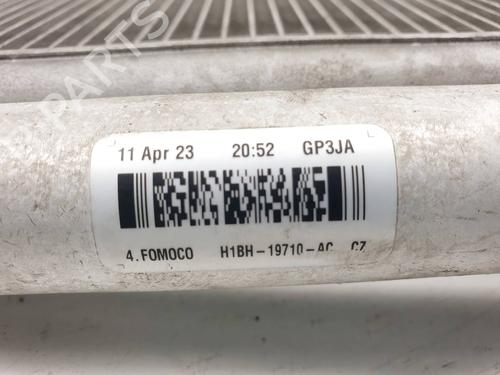 11 Apr 23 20:52 GP3JA
4. FOMOCO H1BH-19710-AC CZ